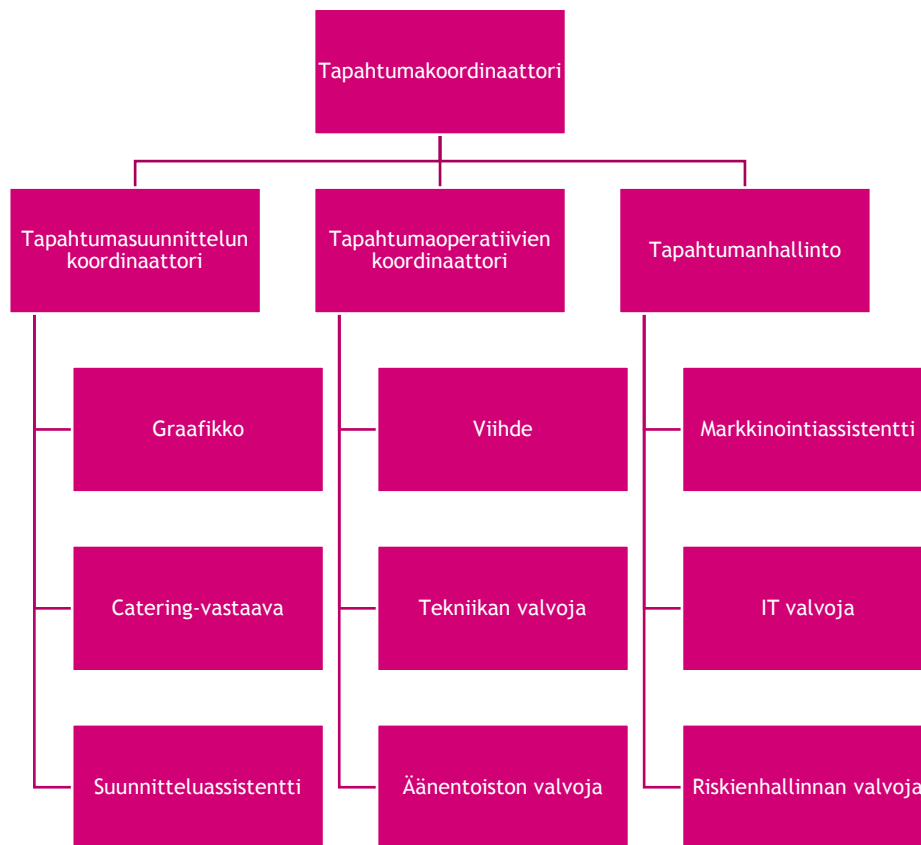 Tapahtumakoordinaattori
Tapahtumasuunnittelun
koordinaattori
Tapahtumaoperatiivien
koordinaattori
Tapahtumanhallinto
Graafikko
Viihde
Markkinointiassistentti
Catering-vastaava
Tekniikan valvoja
IT valvoja
Suunnitteluassistentti
Äänentoiston valvoja
Riskienhallinnan valvoja